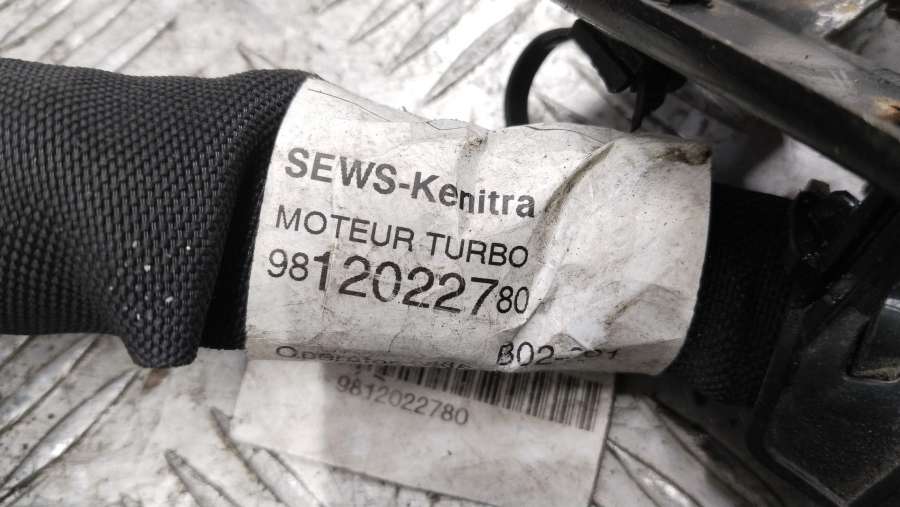 SEWS-Kenitra
MOTEUR TURBO
9812022780
B02-
9812022780